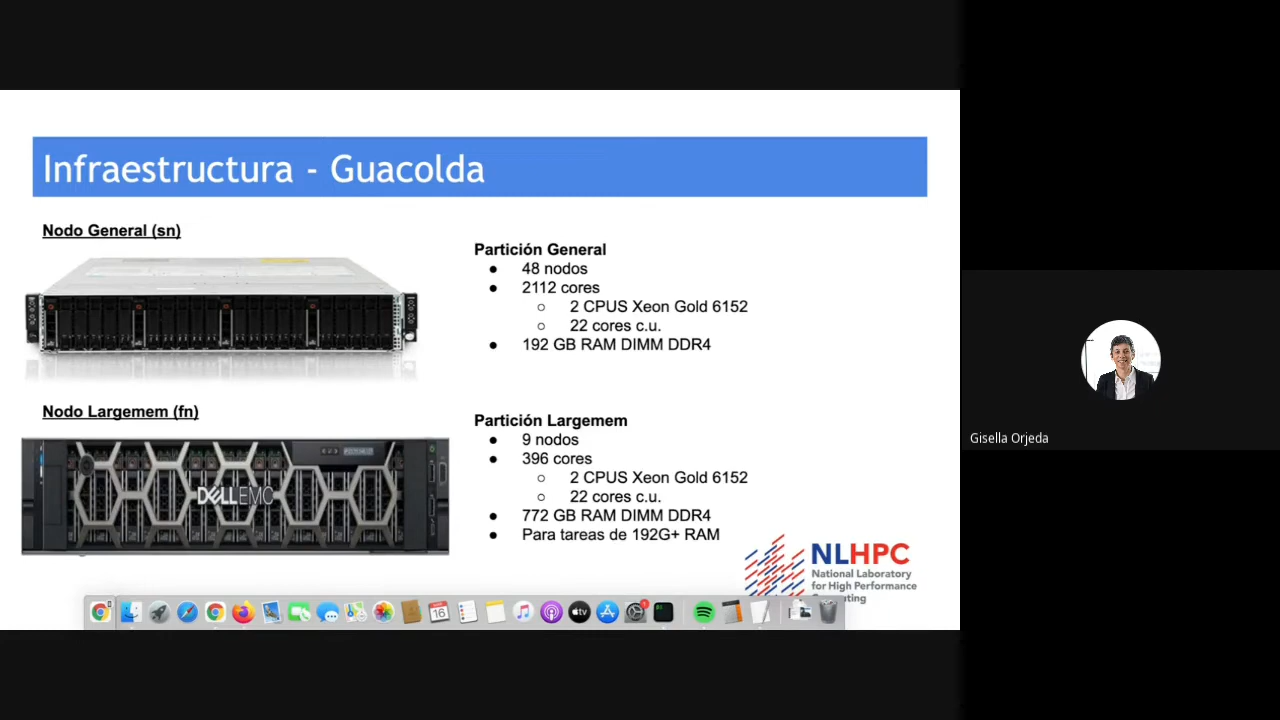 Infraestructura - Guacolda
Nodo General (sn)
Partición General
● 48 nodos
● 2112 cores
○ 2 CPUS Xeon Gold 6152
○ 22 cores c.u.
● 192 GB RAM DIMM DDR4
Nodo Largemem (fn)
DELLEMC
Partición Largemem
● 9 nodos
● 396 cores
○ 2 CPUS Xeon Gold 6152
○ 22 cores c.u.
● 772 GB RAM DIMM DDR4
● Para tareas de 192G+ RAM
NLHPC
National Laboratory
for High Performance
16
tv
Gisella Orjeda